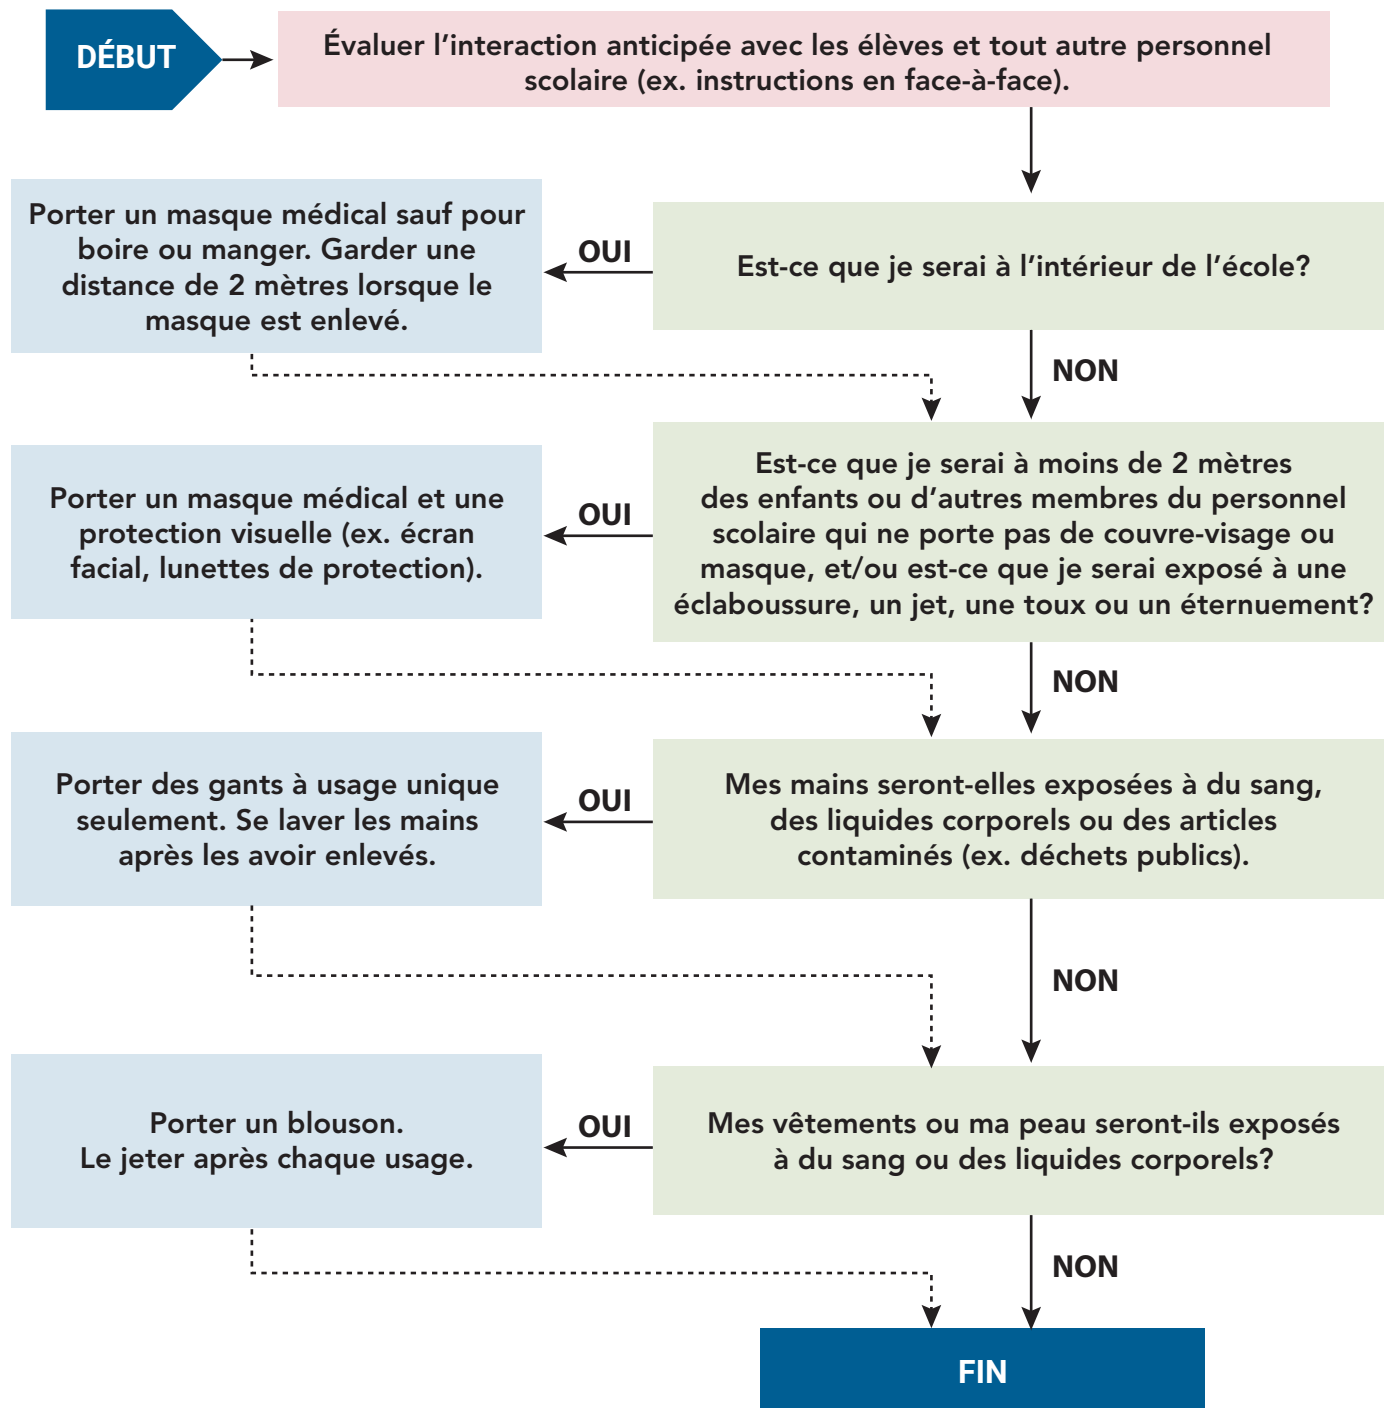 DÉBUT
Évaluer l’interaction anticipée avec les élèves et tout autre personnel
scolaire (ex. instructions en face-à-face).
Est-ce que je serai à l’intérieur de l’école?
OUI
Porter un masque médical sauf pour
boire ou manger. Garder une
distance de 2 mètres lorsque le
masque est enlevé.
NON
Est-ce que je serai à moins de 2 mètres
des enfants ou d’autres membres du personnel
scolaire qui ne porte pas de couvre-visage ou
masque, et/ou est-ce que je serai exposé à une
éclaboussure, un jet, une toux ou un éternuement?
OUI
Porter un masque médical et une
protection visuelle (ex. écran
facial, lunettes de protection).
NON
Mes mains seront-elles exposées à du sang,
des liquides corporels ou des articles
contaminés (ex. déchets publics).
OUI
Porter des gants à usage unique
seulement. Se laver les mains
après les avoir enlevés.
NON
Mes vêtements ou ma peau seront-ils exposés
à du sang ou des liquides corporels?
OUI
Porter un blouson.
Le jeter après chaque usage.
NON
FIN